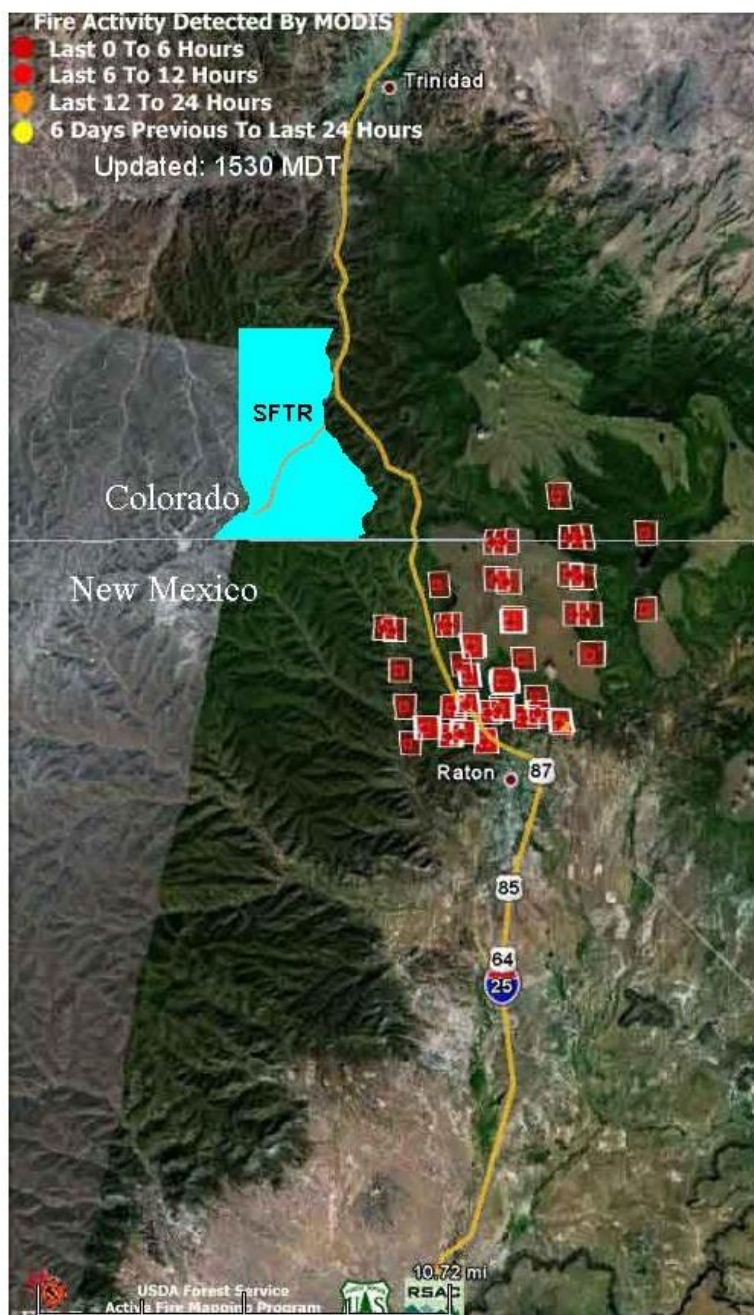 Fire Activity Detected By MODIS
Last 0 To 6 Hours
Last 6 To 12 Hours
Last 12 To 24 Hours
6 Days Previous To Last 24 Hours
Updated: 1530 MDT
Trinidad
SFTR
Colorado
New Mexico
Raton
87
85
64
25
10.72 mi
USDA Forest Service
Active Fire Mapping Program
U S
RSAC